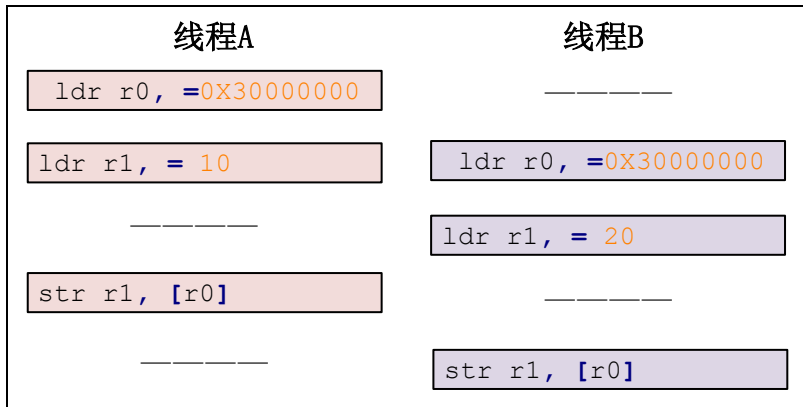 线程A 线程B
ldr r0, =0X30000000 ————
ldr r1, = 10 ldr r0, =0X30000000
———— ldr r1, = 20
str r1, [r0] ————
———— str r1, [r0]